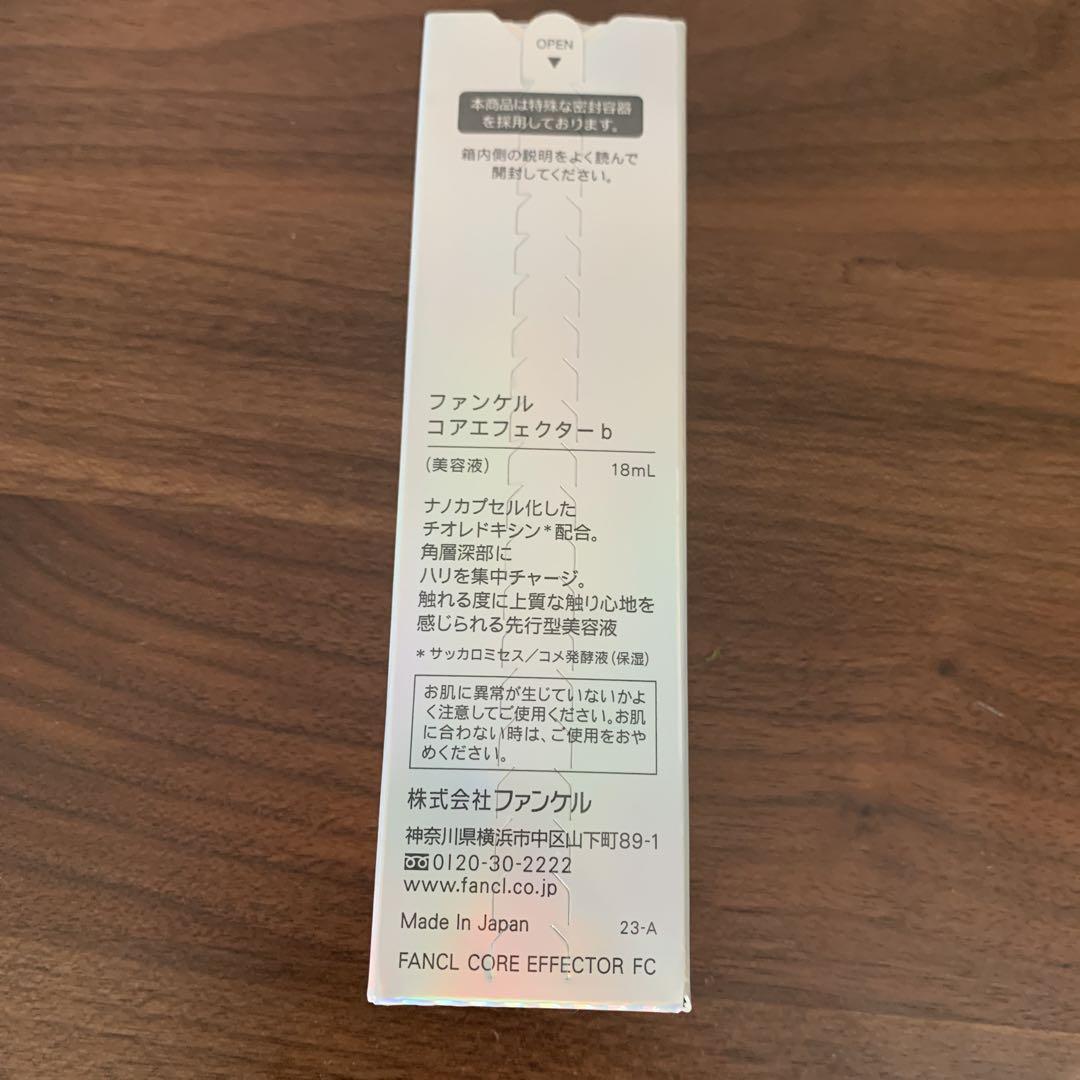 OPEN
▼
本商品は特殊な密封容器
を採用しております。
箱内側の説明をよく読んで
開封してください。
ファンケル
コアエフェクター b
(美容液) 18mL
ナノカプセル化した
チオレドキシン*配合。
角層深部に
ハリを集中チャージ。
触れる度に上質な触り心地を
感じられる先行型美容液
*サッカロミセス/コメ発酵液(保湿)
お肌に異常が生じていないかよ
く注意してご使用ください。お肌
に合わない時は、ご使用をおや
めください。
株式会社 ファンケル
神奈川県横浜市中区山下町89-1
0120-30-2222
www.fancl.co.jp
Made In Japan 23-A
FANCL CORE EFFECTOR FC